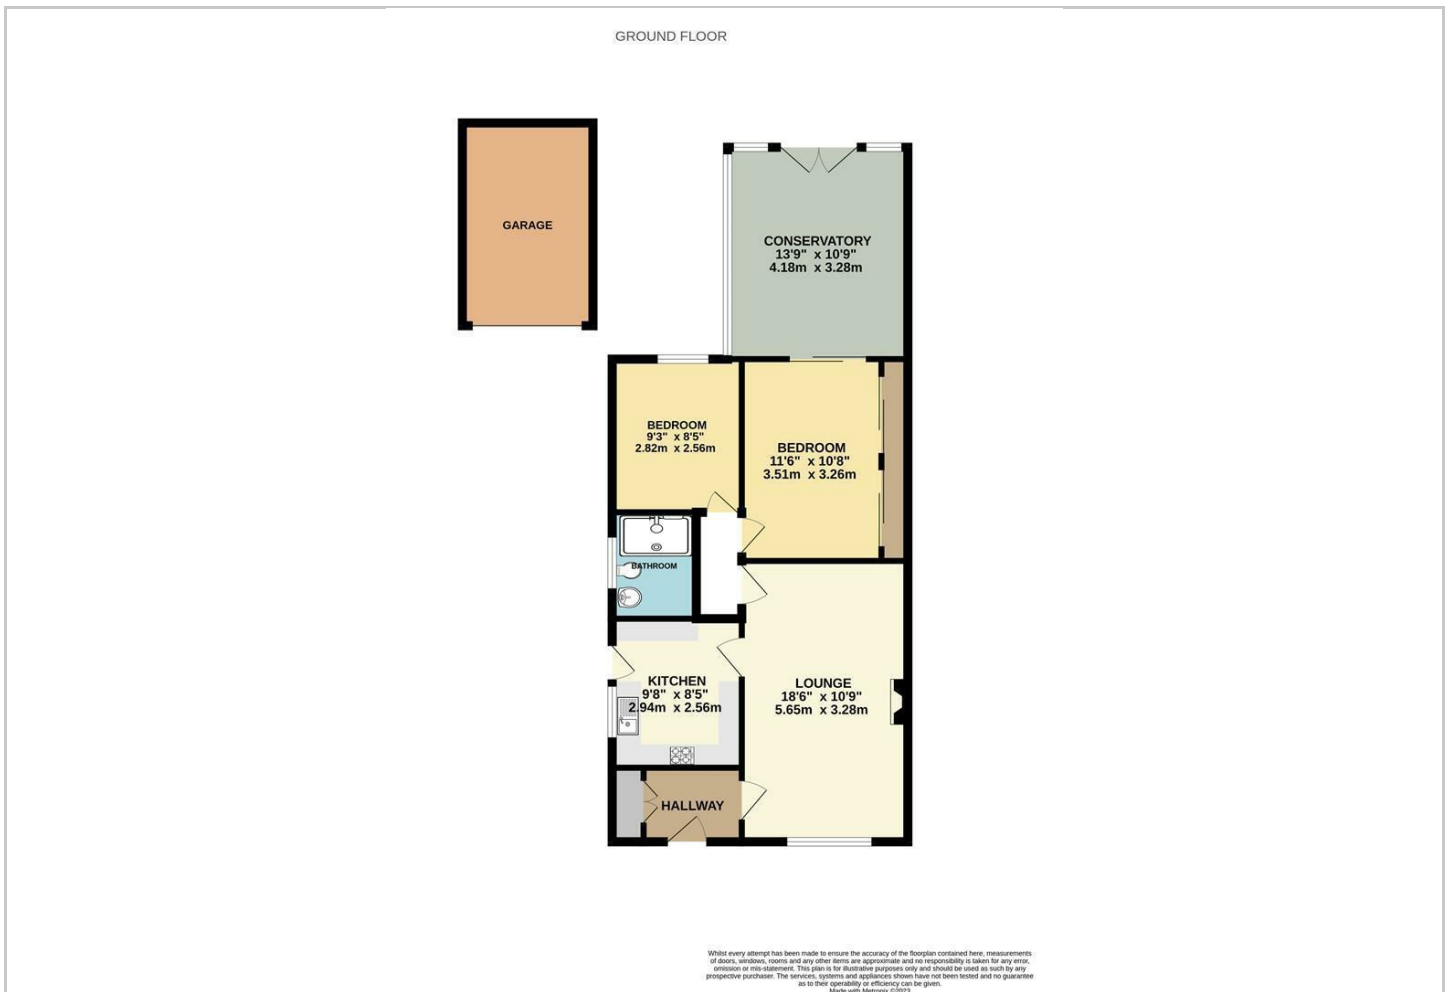 GROUND FLOOR
GARAGE
CONSERVATORY
13'9" x 10'9"
4.18m x 3.28m
BEDROOM
9'3" x 8'5"
2.82m x 2.56m
BEDROOM
11'6" x 10'8"
3.51m x 3.26m
BATHROOM
KITCHEN
9'8" x 8'5"
2.94m x 2.56m
LOUNGE
18'6" x 10'9"
5.65m x 3.28m
HALLWAY
Whilst every attempt has been made to ensure the accuracy of the floorplan contained here, measurements
of doors, windows, rooms and any other items are approximate and no responsibility is taken for any error,
omission or mis-statement. This plan is for illustrative purposes only and should be used as such by any
prospective purchaser. The services, systems and appliances shown have not been tested and no guarantee
as to their operability or efficiency can be given.
Made with Metropix ©2023